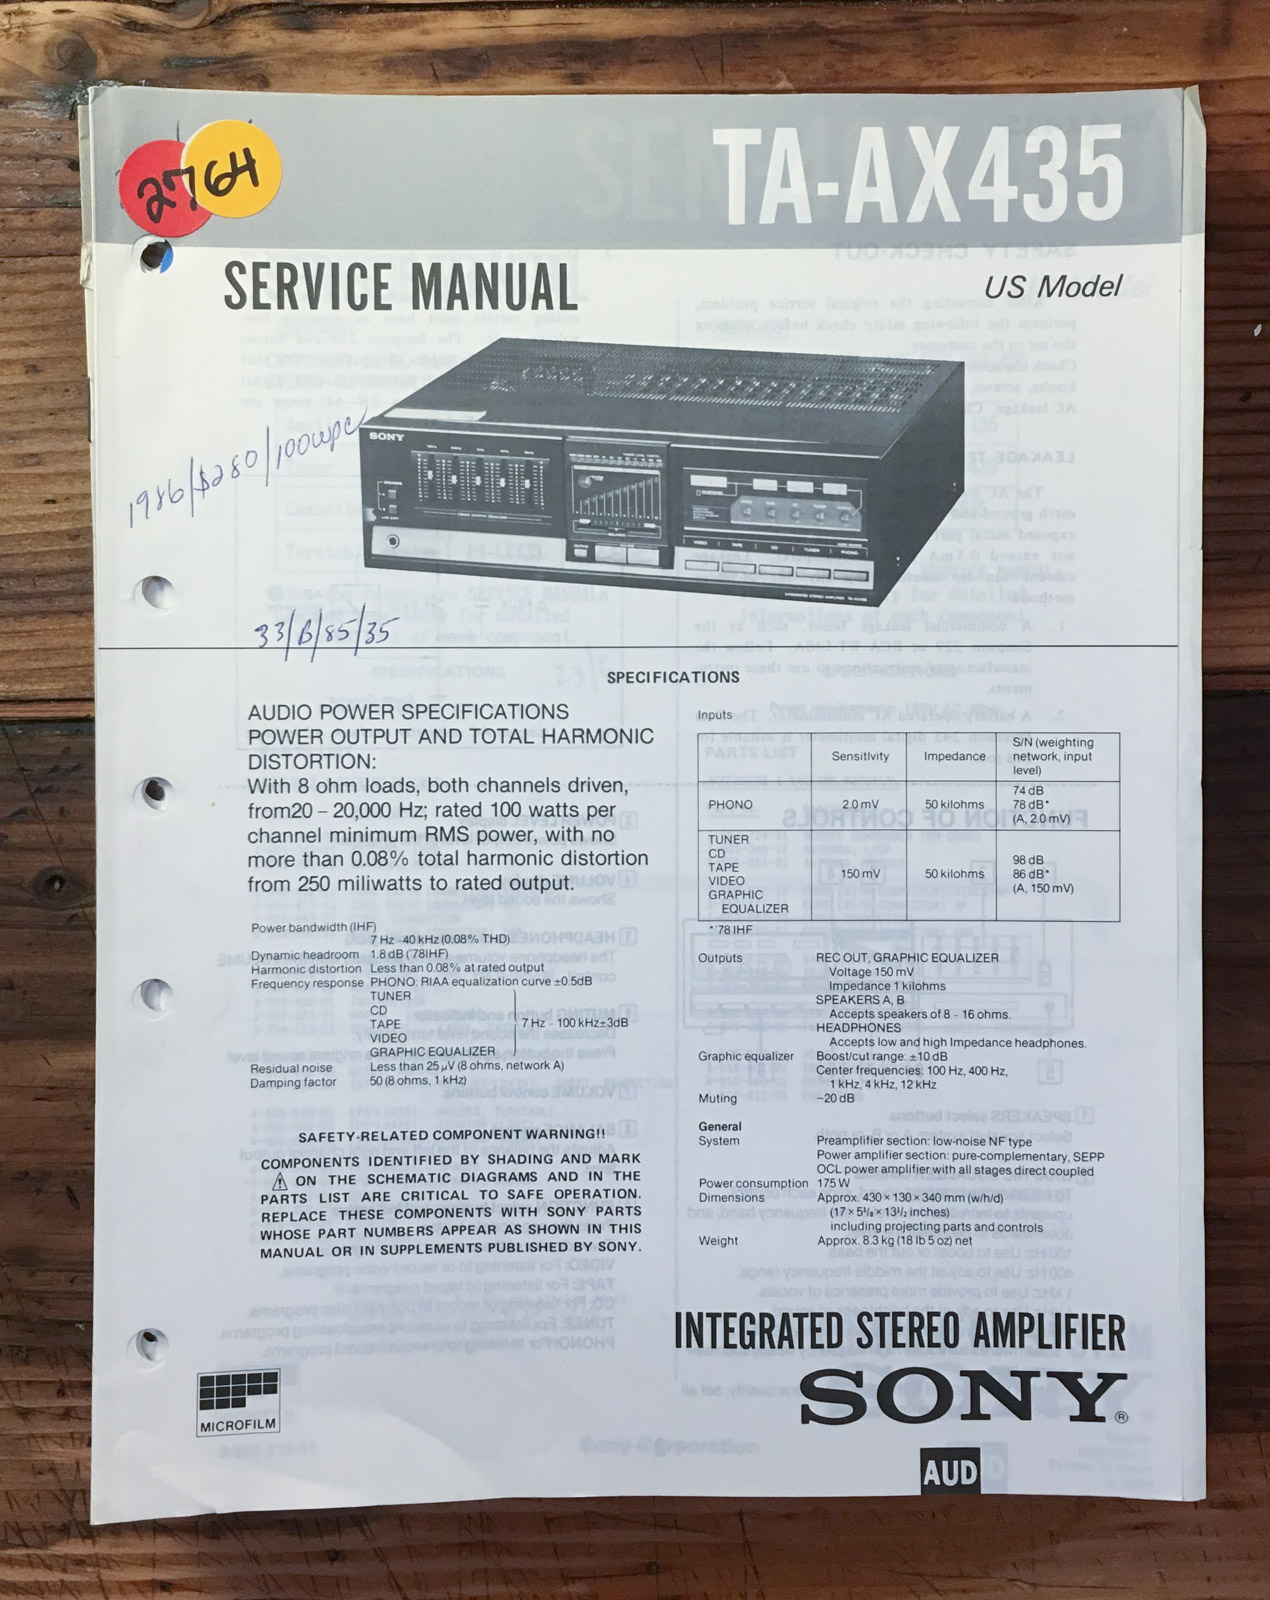 2764
TA-AX435
SERVICE MANUAL
US Model
1986/$280/100wpc
SONY
VIDEO TAPE CD TUNER PHONO
33/B/85/35
SPECIFICATIONS
AUDIO POWER SPECIFICATIONS
POWER OUTPUT AND TOTAL HARMONIC
DISTORTION:
With 8 ohm loads, both channels driven,
from20 – 20,000 Hz; rated 100 watts per
channel minimum RMS power, with no
more than 0.08% total harmonic distortion
from 250 miliwatts to rated output.
Power bandwidth (IHF)
7 Hz -40 kHz (0.08% THD)
Dynamic headroom 1.8 dB ('78IHF)
Harmonic distortion Less than 0.08% at rated output
Frequency response PHONO: RIAA equalization curve ±0.5dB
TUNER
CD
TAPE 7 Hz - 100 kHz±3dB
VIDEO
GRAPHIC EQUALIZER
Residual noise Less than 25 µV (8 ohms, network A)
Damping factor 50 (8 ohms, 1 kHz)
SAFETY-RELATED COMPONENT WARNING!!
COMPONENTS IDENTIFIED BY SHADING AND MARK
⚠ ON THE SCHEMATIC DIAGRAMS AND IN THE
PARTS LIST ARE CRITICAL TO SAFE OPERATION.
REPLACE THESE COMPONENTS WITH SONY PARTS
WHOSE PART NUMBERS APPEAR AS SHOWN IN THIS
MANUAL OR IN SUPPLEMENTS PUBLISHED BY SONY.
Inputs
Sensitivity Impedance S/N (weighting
network, input
level)
PHONO 2.0 mV 50 kilohms 74 dB
78 dB*
(A, 2.0 mV)
TUNER
CD
TAPE
VIDEO
GRAPHIC
EQUALIZER
150 mV 50 kilohms 98 dB
86 dB*
(A, 150 mV)
*'78 IHF
Outputs REC OUT, GRAPHIC EQUALIZER
Voltage 150 mV
Impedance 1 kilohms
SPEAKERS A, B
Accepts speakers of 8 - 16 ohms.
HEADPHONES
Accepts low and high Impedance headphones.
Graphic equalizer Boost/cut range: ±10 dB
Center frequencies: 100 Hz, 400 Hz,
1 kHz, 4 kHz, 12 kHz
Muting –20 dB
General
System Preamplifier section: low-noise NF type
Power amplifier section: pure-complementary, SEPP
OCL power amplifier with all stages direct coupled
Power consumption 175 W
Dimensions Approx. 430 × 130 × 340 mm (w/h/d)
(17 × 5 1/8 × 13 1/2 inches)
including projecting parts and controls
Weight Approx. 8.3 kg (18 lb 5 oz) net
INTEGRATED STEREO AMPLIFIER
SONY®
MICROFILM
AUD